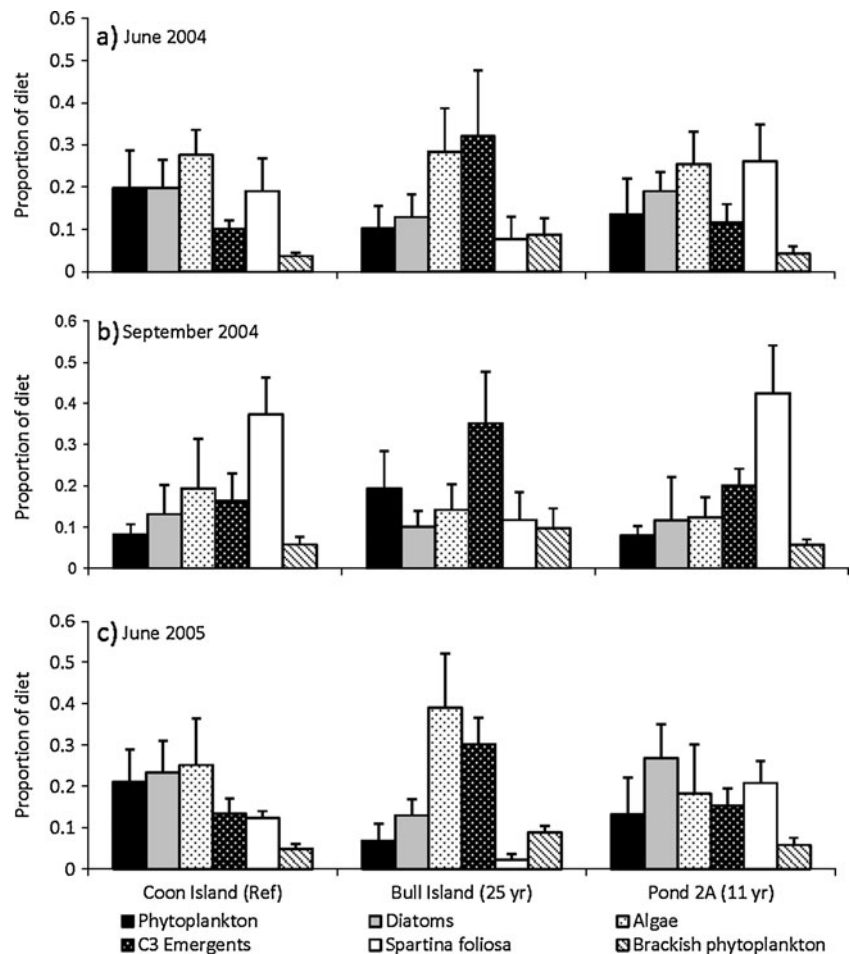 a) June 2004
Proportion of diet
0.6
0.5
0.4
0.3
0.2
0.1
0
b) September 2004
Proportion of diet
0.6
0.5
0.4
0.3
0.2
0.1
0
c) June 2005
Proportion of diet
0.6
0.5
0.4
0.3
0.2
0.1
0
Coon Island (Ref) Bull Island (25 yr) Pond 2A (11 yr)
Phytoplankton Diatoms Algae
C3 Emergents Spartina foliosa Brackish phytoplankton